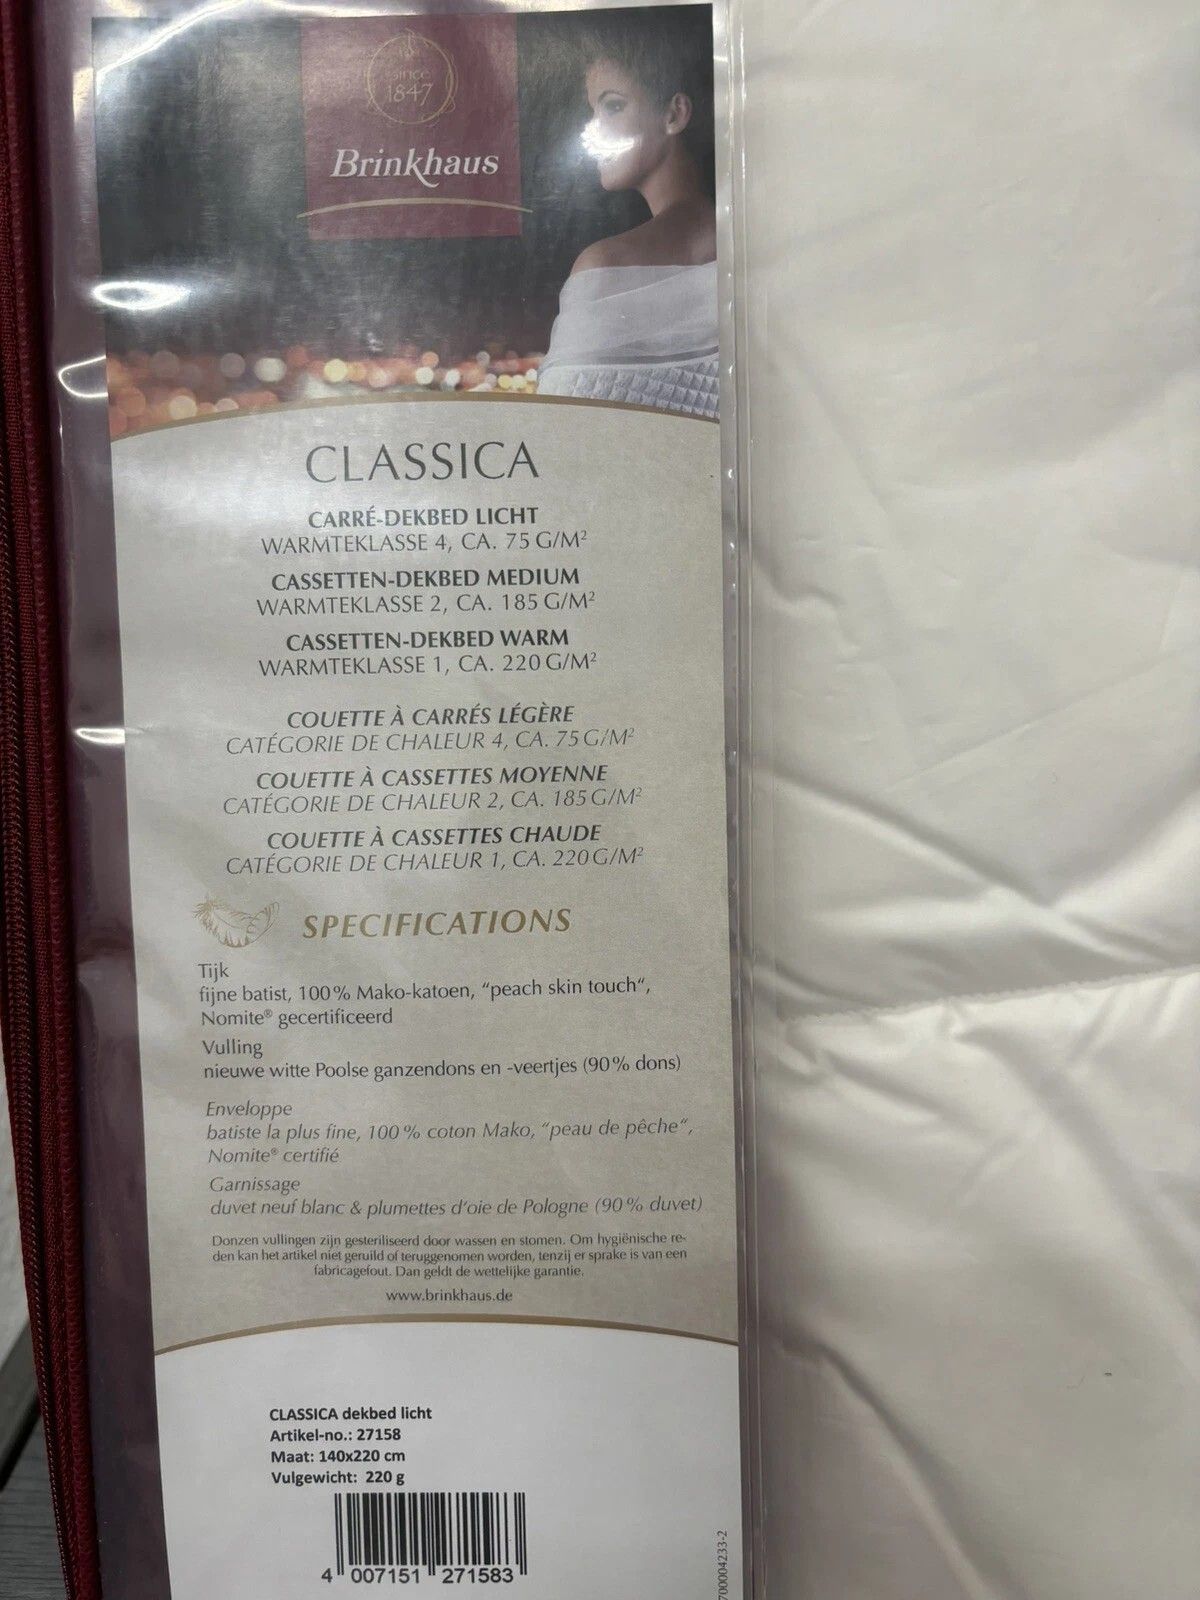 since
1847
Brinkhaus
CLASSICA
CARRÉ-DEKBED LICHT
WARMTEKLASSE 4, CA. 75 G/M²
CASSETTEN-DEKBED MEDIUM
WARMTEKLASSE 2, CA. 185 G/M²
CASSETTEN-DEKBED WARM
WARMTEKLASSE 1, CA. 220 G/M²
COUETTE À CARRÉS LÉGÈRE
CATÉGORIE DE CHALEUR 4, CA. 75 G/M²
COUETTE À CASSETTES MOYENNE
CATÉGORIE DE CHALEUR 2, CA. 185 G/M²
COUETTE À CASSETTES CHAUDE
CATÉGORIE DE CHALEUR 1, CA. 220 G/M²
SPECIFICATIONS
Tijk
fijne batist, 100% Mako-katoen, “peach skin touch“,
Nomite® gecertificeerd
Vulling
nieuwe witte Poolse ganzendons en -veertjes (90% dons)
Enveloppe
batiste la plus fine, 100% coton Mako, “peau de pêche“,
Nomite® certifié
Garnissage
duvet neuf blanc & plumettes d’oie de Pologne (90% duvet)
Donzen vullingen zijn gesteriliseerd door wassen en stomen. Om hygiënische re-
den kan het artikel niet geruild of teruggenomen worden, tenzij er sprake is van een
fabricagefout. Dan geldt de wettelijke garantie.
www.brinkhaus.de
CLASSICA dekbed licht
Artikel-no.: 27158
Maat: 140x220 cm
Vulgewicht: 220 g
4 007151 271583
700004233-2